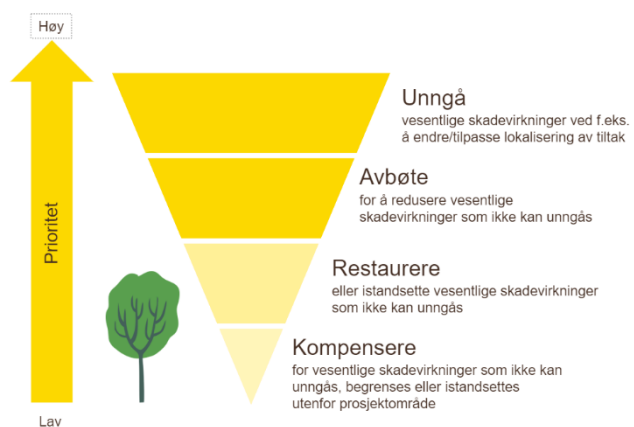 Høy
Prioritet
Lav
Unngå
vesentlige skadevirkninger ved f.eks.
å endre/tilpasse lokalisering av tiltak
Avbøte
for å redusere vesentlige
skadevirkninger som ikke kan unngås
Restaurere
eller istandsette vesentlige skadevirkninger
som ikke kan unngås
Kompensere
for vesentlige skadevirkninger som ikke kan
unngås, begrenses eller istandsettes
utenfor prosjektområde